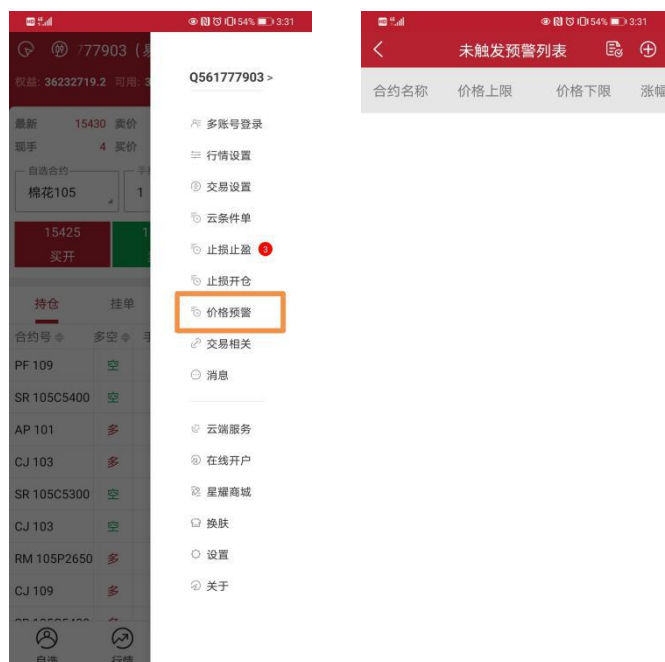 54% 3:31
777903 (
权益: 36232719.2 可用: 3
最新 15430 卖价
现手 4 买价
自选合约 手
棉花105 1
15425 1
买开
持仓 挂单
合约号 多空 手
PF 109 空
SR 105C5400 空
AP 101 多
CJ 103 多
SR 105C5300 空
CJ 103 空
RM 105P2650 多
CJ 109 多
自选 行情
Q561777903 >
多账号登录
行情设置
交易设置
云条件单
止损止盈 3
止损开仓
价格预警
交易相关
消息
云端服务
在线开户
星耀商城
换肤
设置
关于
54% 3:31
未触发预警列表
合约名称 价格上限 价格下限 涨幅